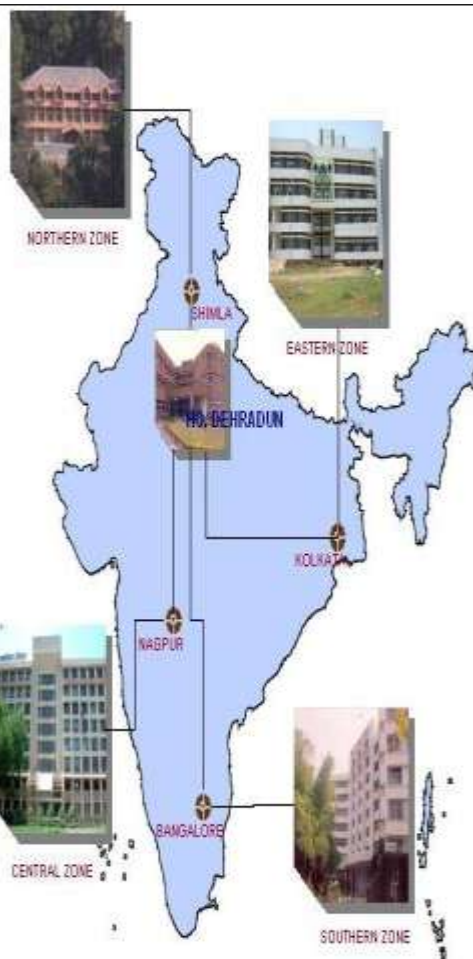 NORTHERN ZONE
SHIMLA
EASTERN ZONE
HQ. DEHRADUN
KOLKATA
NAGPUR
BANGALORE
CENTRAL ZONE
SOUTHERN ZONE